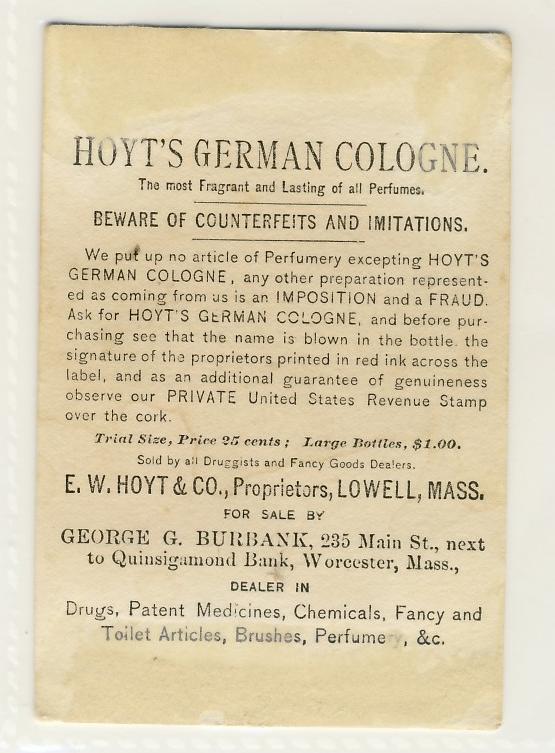 HOYT'S GERMAN COLOGNE.
The most Fragrant and Lasting of all Perfumes.
BEWARE OF COUNTERFEITS AND IMITATIONS.
We put up no article of Perfumery excepting HOYT'S
GERMAN COLOGNE, any other preparation represent-
ed as coming from us is an IMPOSITION and a FRAUD.
Ask for HOYT'S GERMAN COLOGNE, and before pur-
chasing see that the name is blown in the bottle. the
signature of the proprietors printed in red ink across the
label, and as an additional guarantee of genuineness
observe our PRIVATE United States Revenue Stamp
over the cork.
Trial Size, Price 25 cents; Large Bottles, $1.00.
Sold by all Druggists and Fancy Goods Dealers.
E. W. HOYT & CO., Proprietors, LOWELL, MASS.
FOR SALE BY
GEORGE G. BURBANK, 235 Main St., next
to Quinsigamond Bank, Worcester, Mass.,
DEALER IN
Drugs, Patent Medicines, Chemicals, Fancy and
Toilet Articles, Brushes, Perfumery, &c.